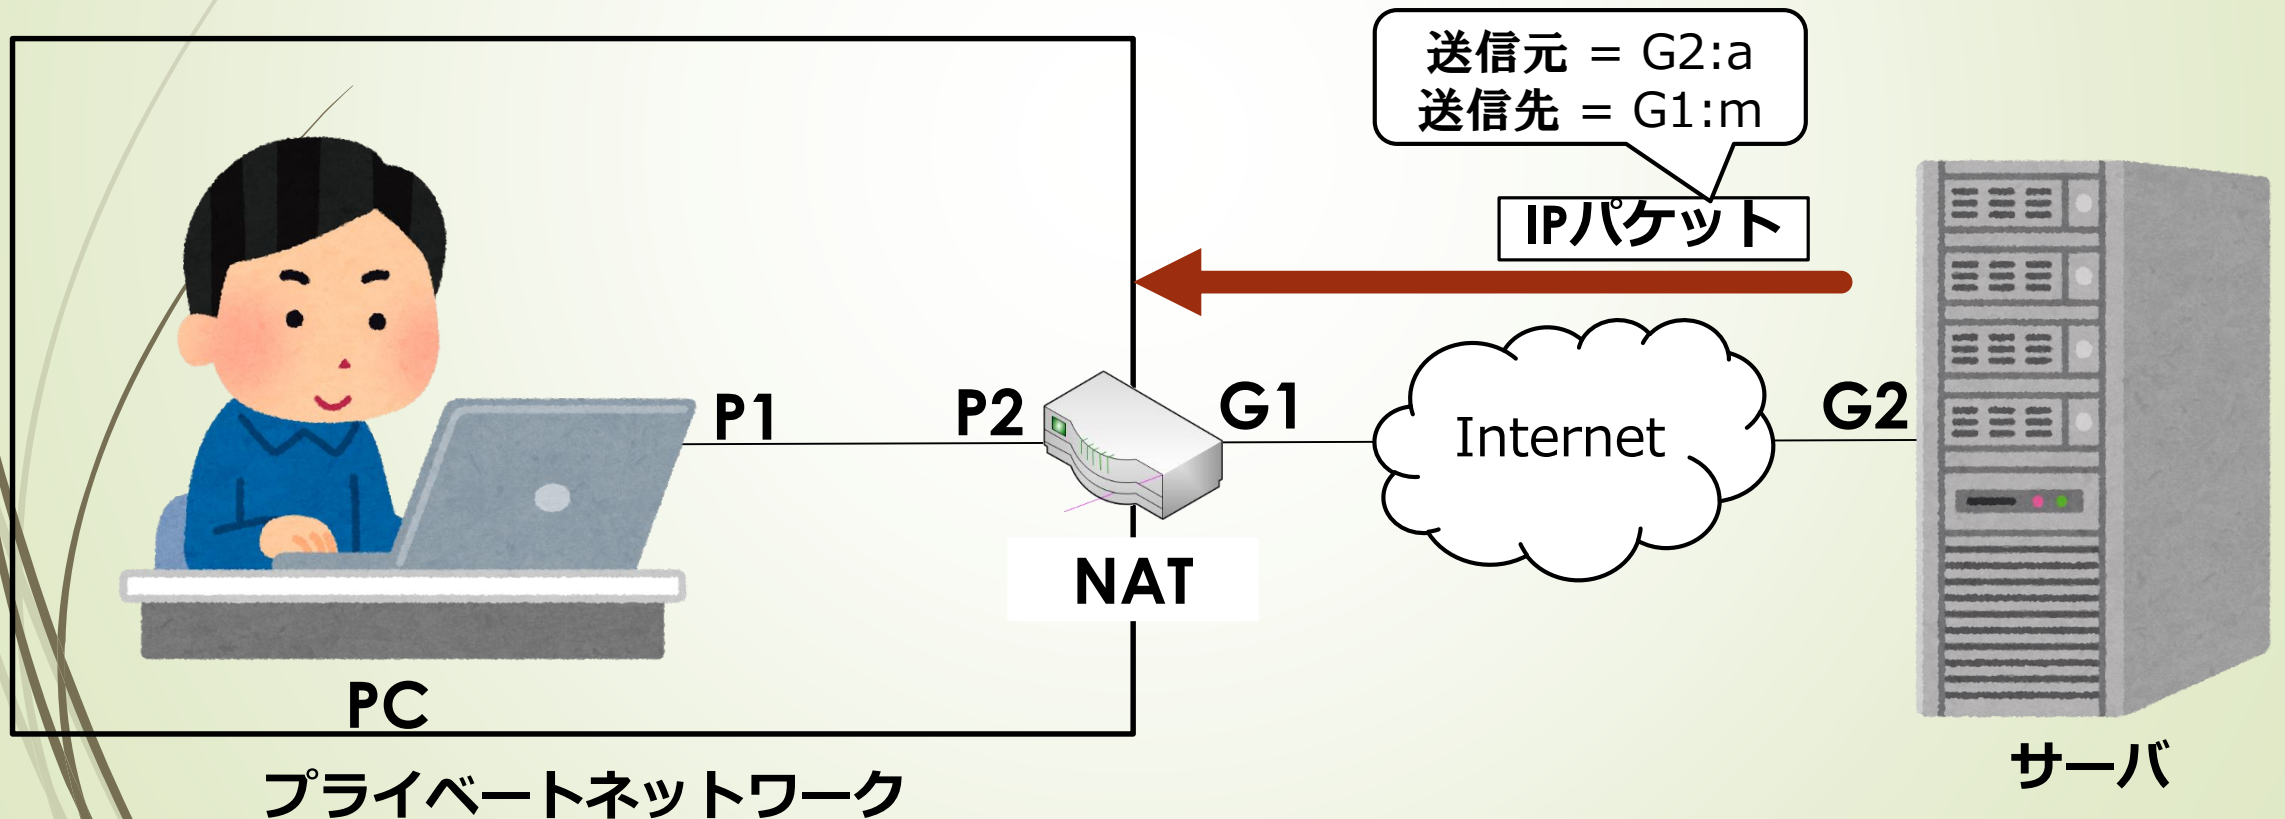 送信元 = G2:a
送信先 = G1:m
IPパケット
P1
P2
G1
Internet
G2
NAT
PC
サーバ
プライベートネットワーク